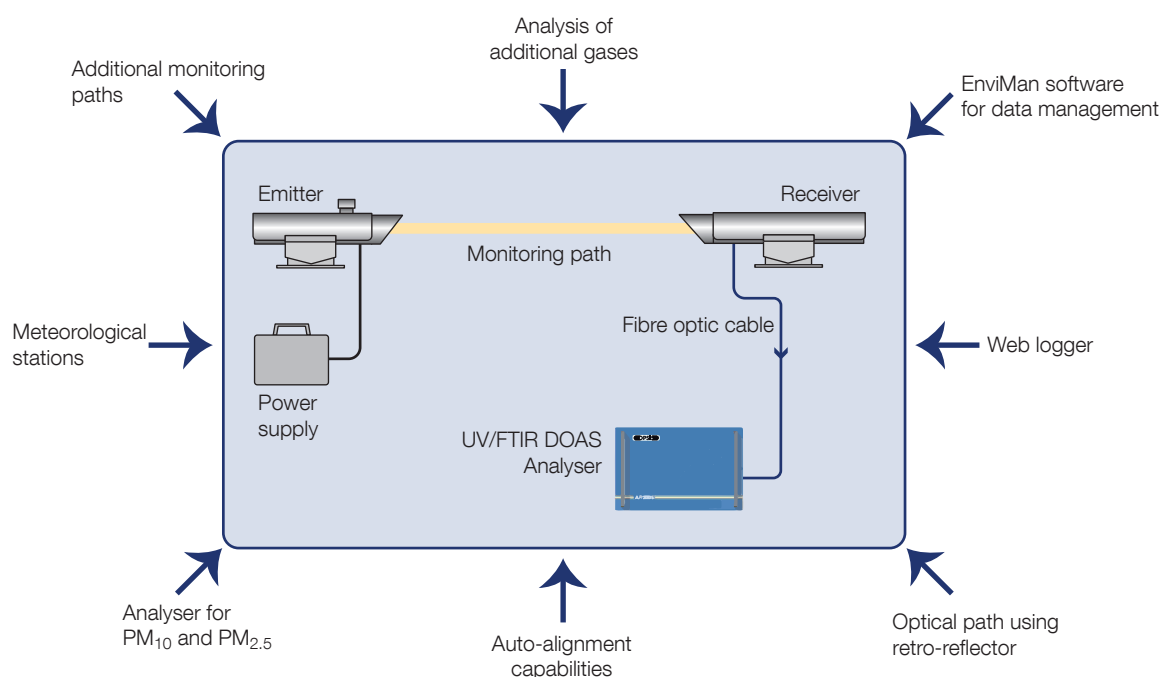 Analysis of
additional gases
Additional monitoring
paths
EnviMan software
for data management
Emitter
Receiver
Monitoring path
Meteorological
stations
Fibre optic cable
Web logger
Power
supply
UV/FTIR DOAS
Analyser
Analyser for
PM10 and PM2.5
Auto-alignment
capabilities
Optical path using
retro-reflector